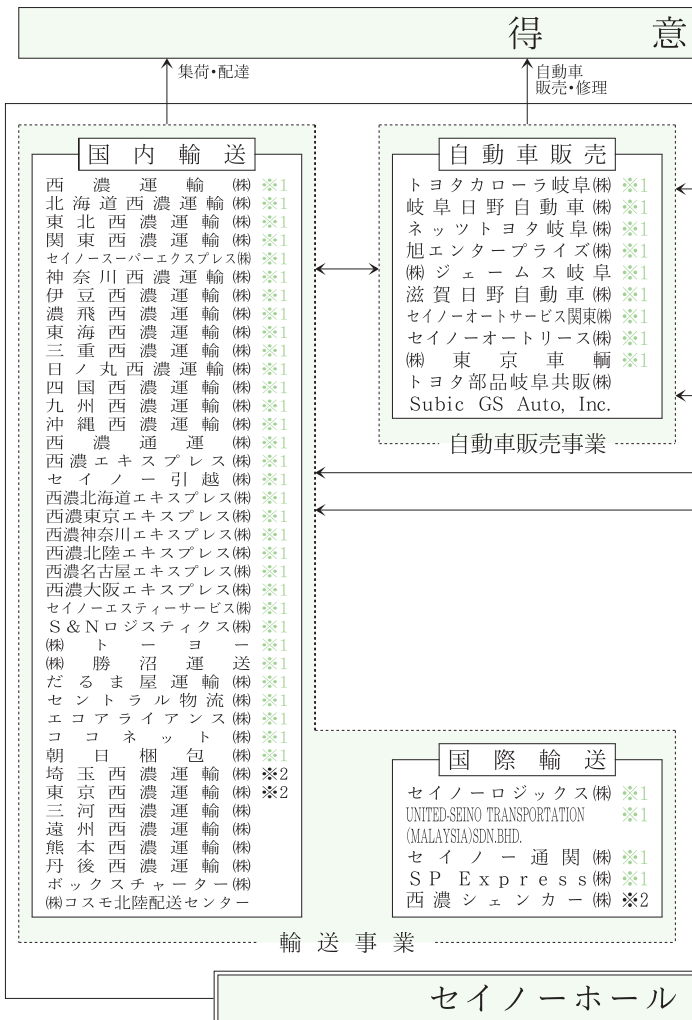 得意
集荷・配達
自動車
販売・修理
国内輸送
西濃運輸㈱ ※1
北海道西濃運輸㈱ ※1
東北西濃運輸㈱ ※1
関東西濃運輸㈱ ※1
セイノースーパーエクスプレス㈱ ※1
神奈川西濃運輸㈱ ※1
伊豆西濃運輸㈱ ※1
濃飛西濃運輸㈱ ※1
東海西濃運輸㈱ ※1
三重西濃運輸㈱ ※1
日ノ丸西濃運輸㈱ ※1
四国西濃運輸㈱ ※1
九州西濃運輸㈱ ※1
沖縄西濃運輸㈱ ※1
西濃通運㈱ ※1
西濃エキスプレス㈱ ※1
セイノー引越㈱ ※1
西濃北海道エキスプレス㈱ ※1
西濃東京エキスプレス㈱ ※1
西濃神奈川エキスプレス㈱ ※1
西濃北陸エキスプレス㈱ ※1
西濃名古屋エキスプレス㈱ ※1
西濃大阪エキスプレス㈱ ※1
セイノーエスティーサービス㈱ ※1
S＆Nロジスティクス㈱ ※1
㈱トーヨー ※1
㈱勝沼運送 ※1
だるま屋運輸㈱ ※1
セントラル物流㈱ ※1
エコアライアンス㈱ ※1
ココネット㈱ ※1
朝日梱包㈱ ※1
埼玉西濃運輸㈱ ※2
東京西濃運輸㈱ ※2
三河西濃運輸㈱
遠州西濃運輸㈱
熊本西濃運輸㈱
丹後西濃運輸㈱
ボックスチャーター㈱
㈱コスモ北陸配送センター
自動車販売
トヨタカローラ岐阜㈱ ※1
岐阜日野自動車㈱ ※1
ネッツトヨタ岐阜㈱ ※1
旭エンタープライズ㈱ ※1
㈱ジェームス岐阜 ※1
滋賀日野自動車㈱ ※1
セイノーオートサービス関東㈱ ※1
セイノーオートリース㈱ ※1
㈱東京車輌 ※1
トヨタ部品岐阜共販㈱
Subic GS Auto, Inc.
自動車販売事業
国際輸送
セイノーロジックス㈱ ※1
UNITED-SEINO TRANSPORTATION ※1
(MALAYSIA)SDN.BHD.
セイノー通関㈱ ※1
SP Express㈱ ※1
西濃シェンカー㈱ ※2
輸送事業
セイノーホール